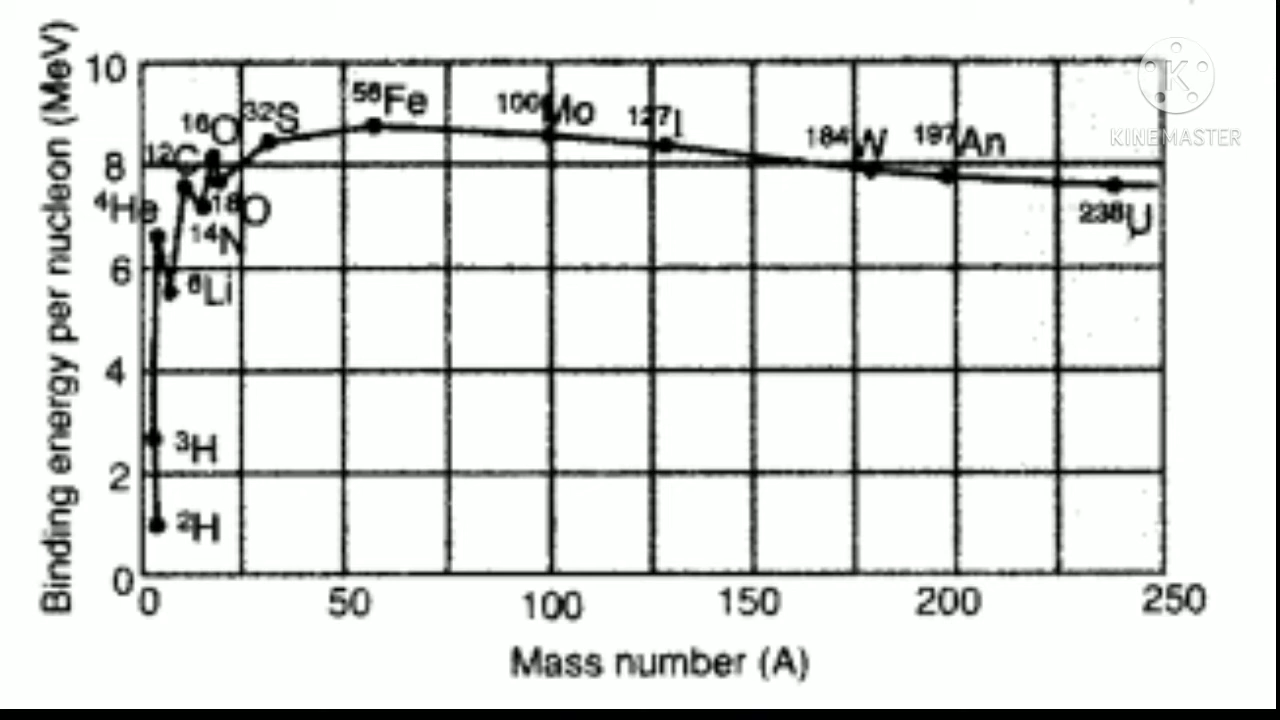 Binding energy per nucleon (MeV)
10
8
6
4
2
0
0 50 100 150 200 250
Mass number (A)
⁴He
¹²C
¹⁶O
³²S
⁵⁶Fe
¹⁰⁰Mo
¹²⁷I
¹⁸⁴W
¹⁹⁷An
²³⁸U
¹⁸O
¹⁴N
⁶Li
³H
²H
K
KINEMASTER